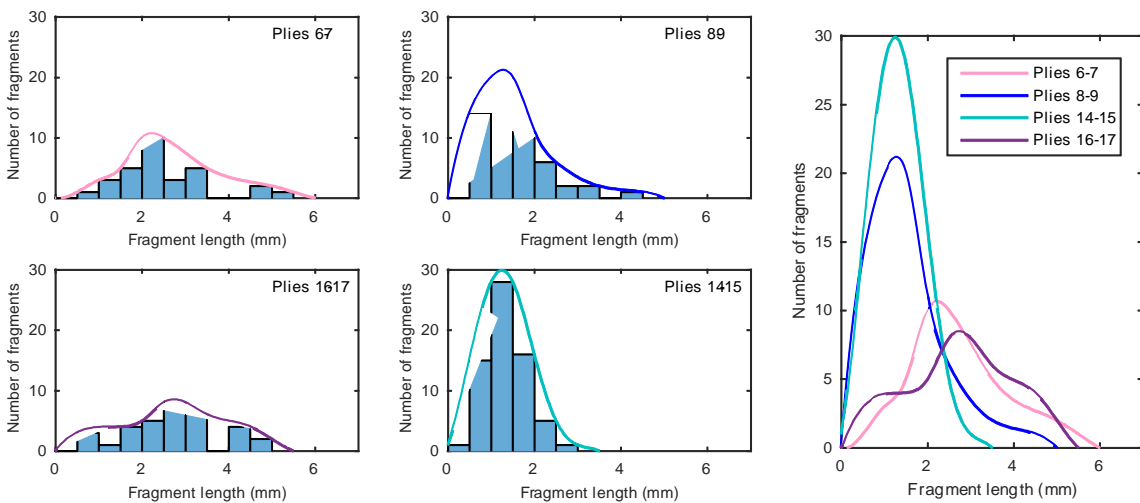 30
Plies 67
20
10
0
Number of fragments
0 2 4 6
Fragment length (mm)
30
Plies 89
20
10
0
Number of fragments
0 2 4 6
Fragment length (mm)
30
Plies 1617
20
10
0
Number of fragments
0 2 4 6
Fragment length (mm)
30
Plies 1415
20
10
0
Number of fragments
0 2 4 6
Fragment length (mm)
30
25
20
15
10
5
0
Number of fragments
Plies 6-7
Plies 8-9
Plies 14-15
Plies 16-17
0 2 4 6
Fragment length (mm)